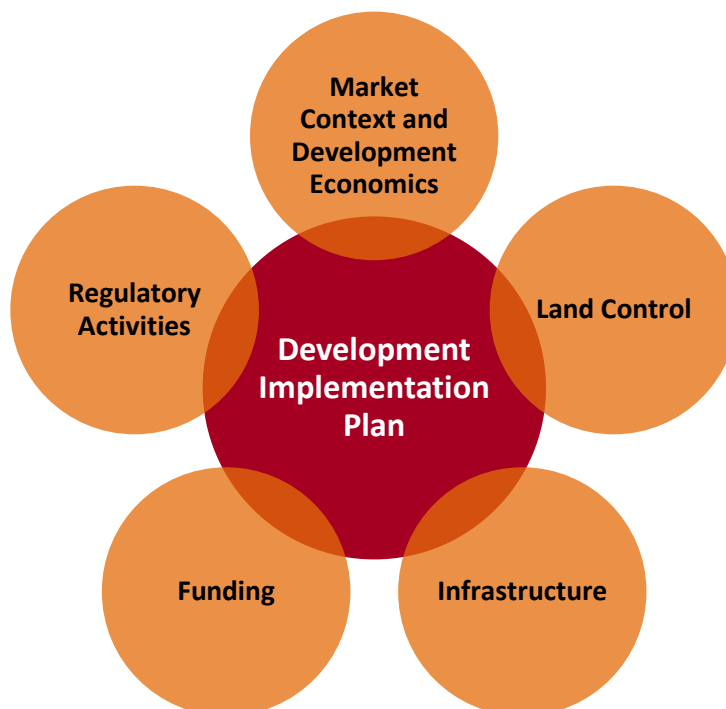 Market
Context and
Development
Economics
Regulatory
Activities
Land Control
Development
Implementation
Plan
Funding
Infrastructure